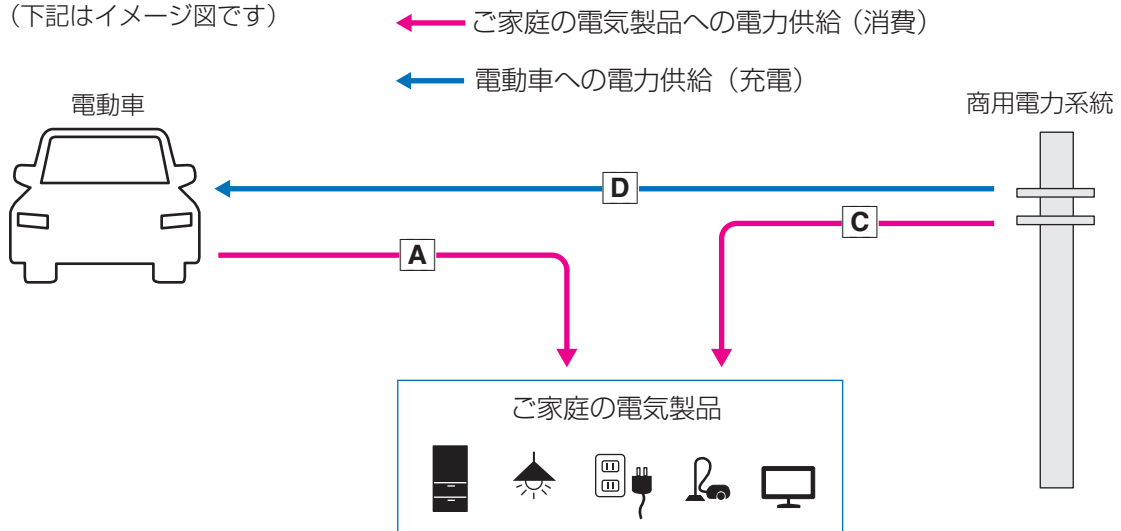 （下記はイメージ図です）
ご家庭の電気製品への電力供給（消費）
電動車への電力供給（充電）
電動車
商用電力系統
D
C
A
ご家庭の電気製品